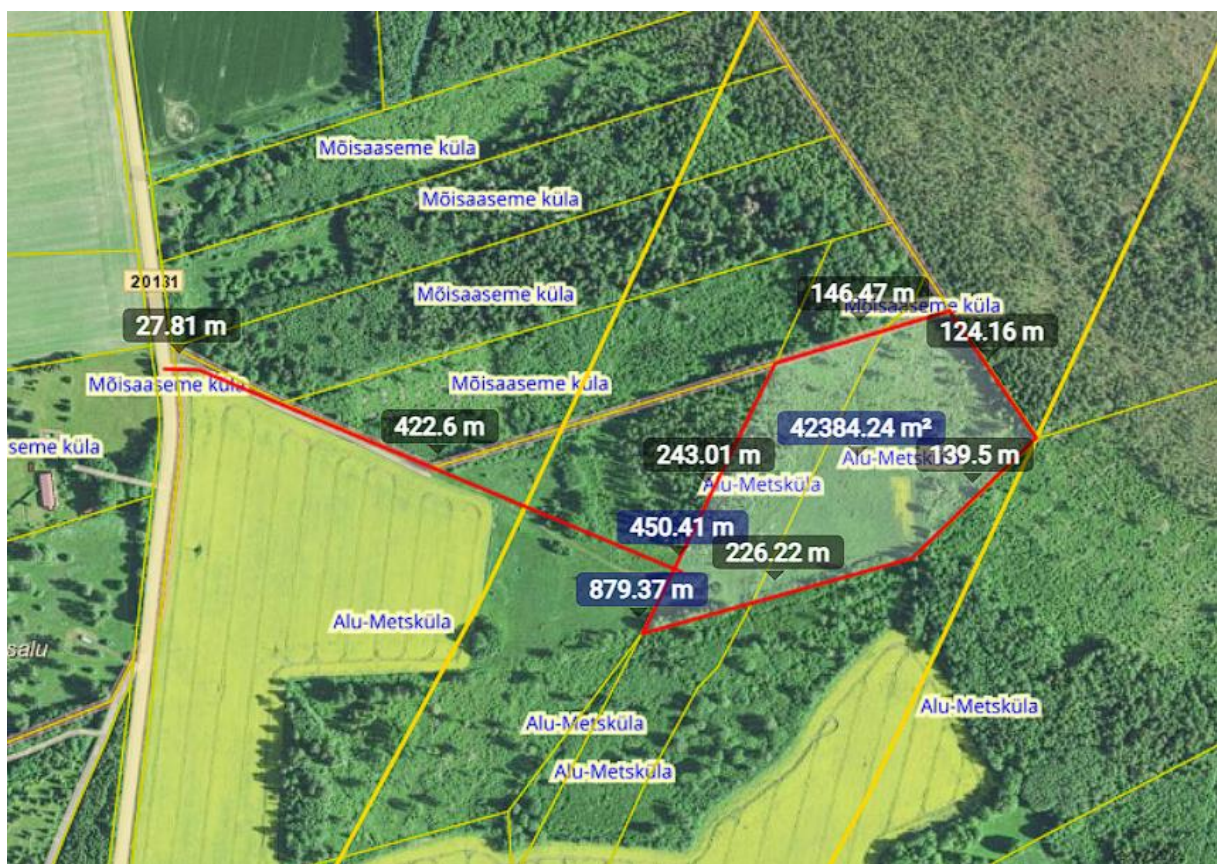 Mõisaaseme küla
Mõisaaseme küla
20131
Mõisaaseme küla
146.47 m
Mõisaaseme küla
27.81 m
124.16 m
Mõisaaseme küla
Mõisaaseme küla
422.6 m
42384.24 m²
seme küla
243.01 m
Alu-Metsküla
139.5 m
Alu-Metsküla
450.41 m
226.22 m
879.37 m
Alu-Metsküla
salu
Alu-Metsküla
Alu-Metsküla
Alu-Metsküla